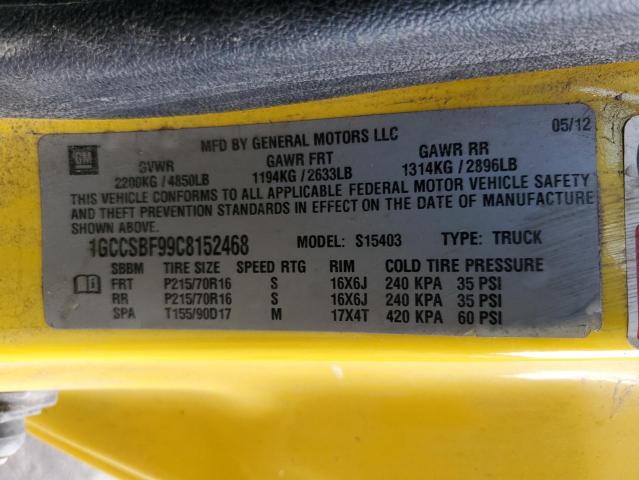 MFD BY GENERAL MOTORS LLC 05/12
GM GVWR GAWR FRT GAWR RR
2200KG / 4850LB 1194KG / 2633LB 1314KG / 2896LB
THIS VEHICLE CONFORMS TO ALL APPLICABLE FEDERAL MOTOR VEHICLE SAFETY
AND THEFT PREVENTION STANDARDS IN EFFECT ON THE DATE OF MANUFACTURE
SHOWN ABOVE.
1GCCSBF99C8152468 MODEL: S15403 TYPE: TRUCK
SBBM TIRE SIZE SPEED RTG RIM COLD TIRE PRESSURE
FRT P215/70R16 S 16X6J 240 KPA 35 PSI
RR P215/70R16 S 16X6J 240 KPA 35 PSI
SPA T155/90D17 M 17X4T 420 KPA 60 PSI